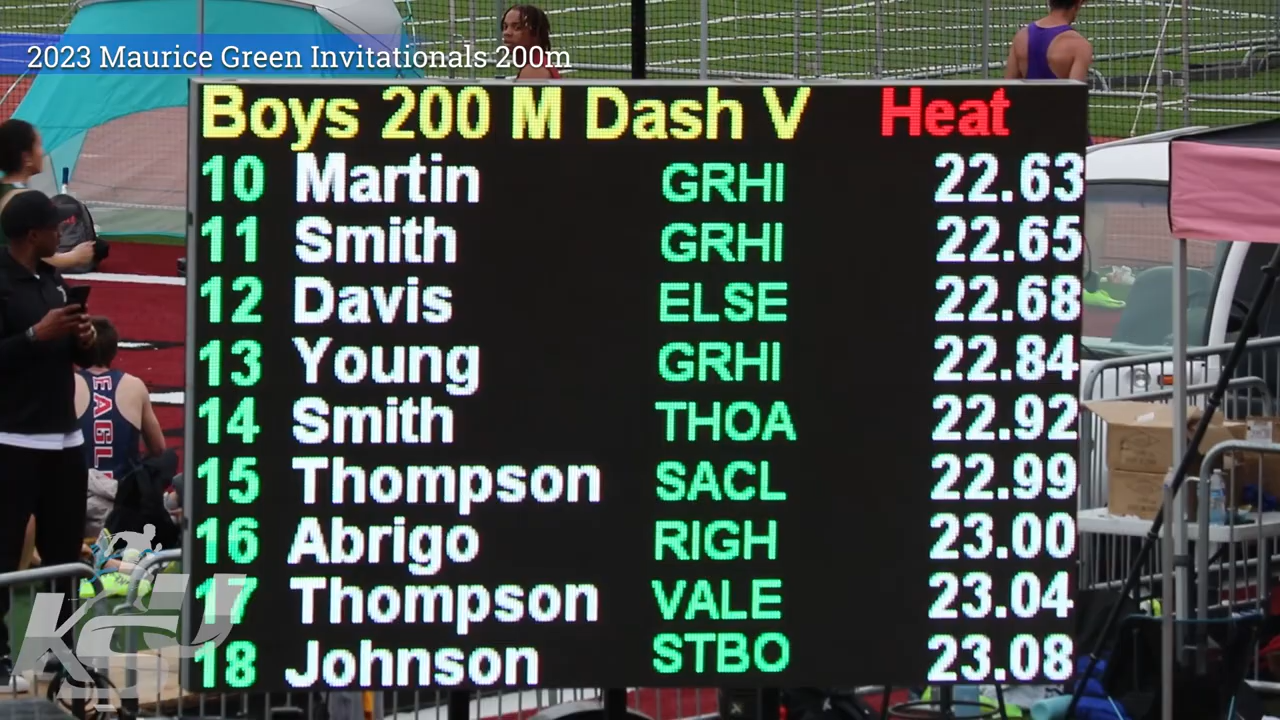 2023 Maurice Green Invitationals 200m
Boys 200 M Dash V Heat
10 Martin GRHI 22.63
11 Smith GRHI 22.65
12 Davis ELSE 22.68
13 Young GRHI 22.84
14 Smith THOA 22.92
15 Thompson SACL 22.99
16 Abrigo RIGH 23.00
17 Thompson VALE 23.04
18 Johnson STBO 23.08
EAGLE